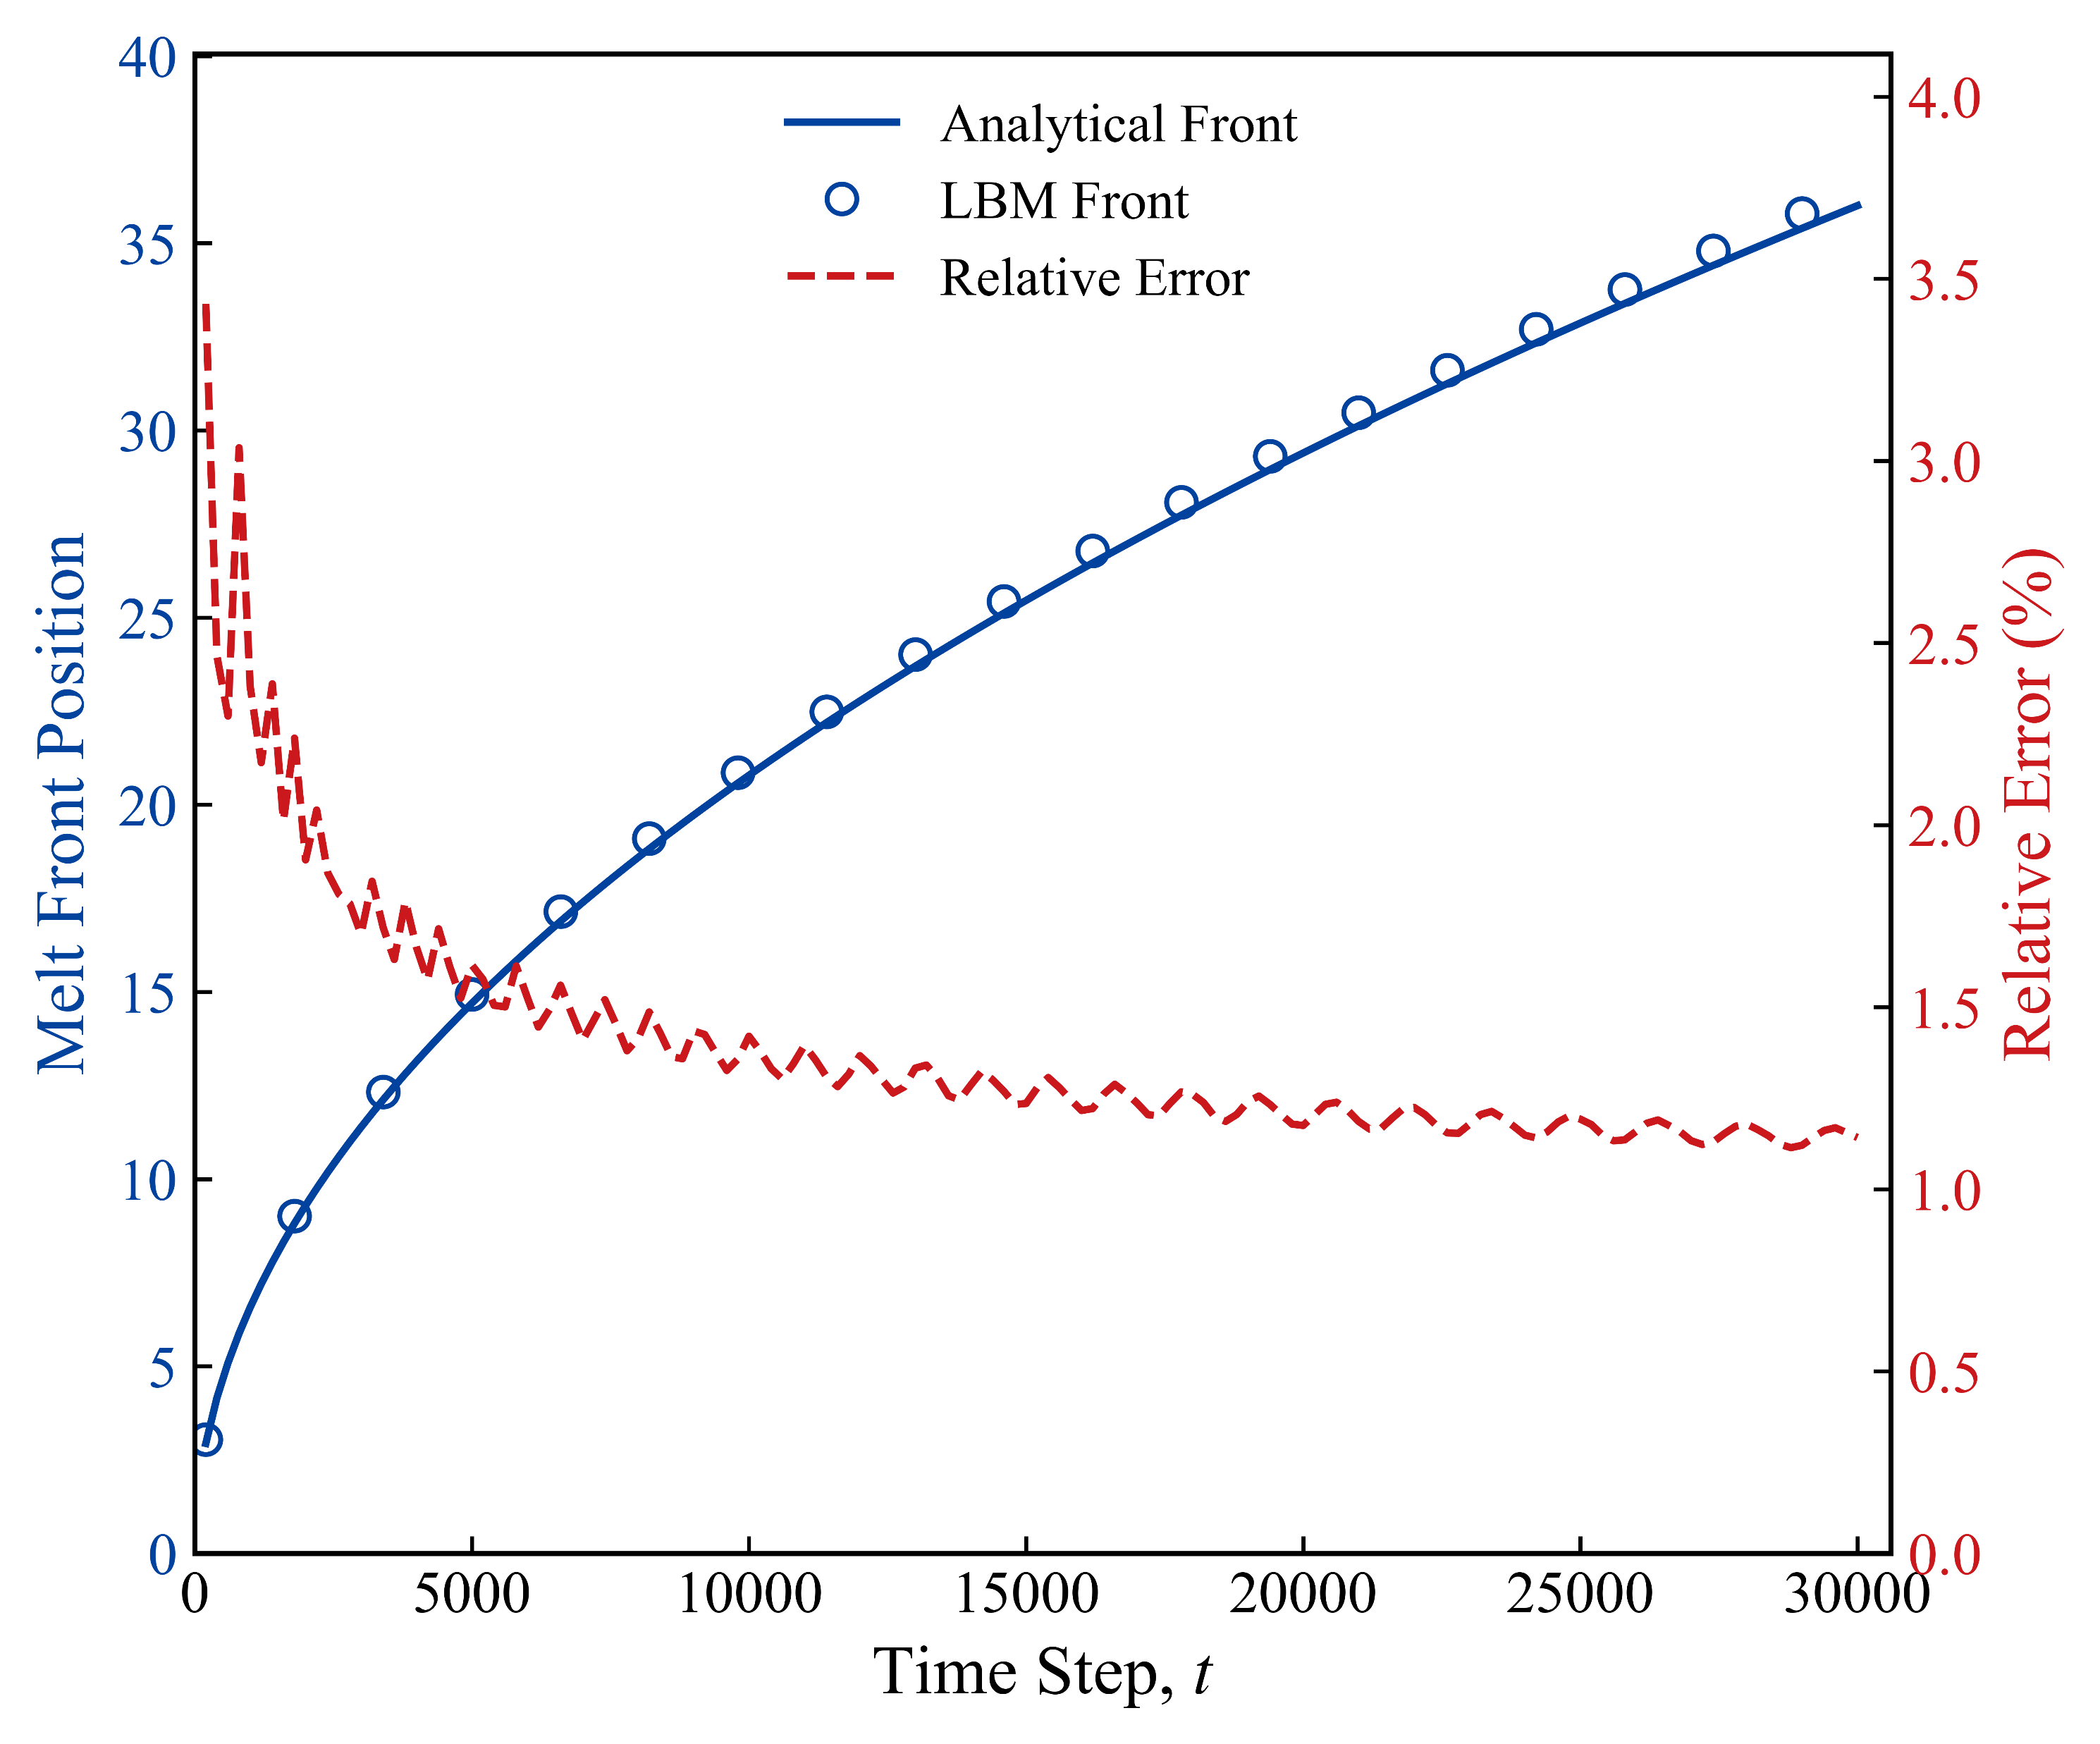 Analytical Front
LBM Front
Relative Error
Melt Front Position
40
35
30
25
20
15
10
5
0
Relative Error (%)
4.0
3.5
3.0
2.5
2.0
1.5
1.0
0.5
0.0
0 5000 10000 15000 20000 25000 30000
Time Step, t